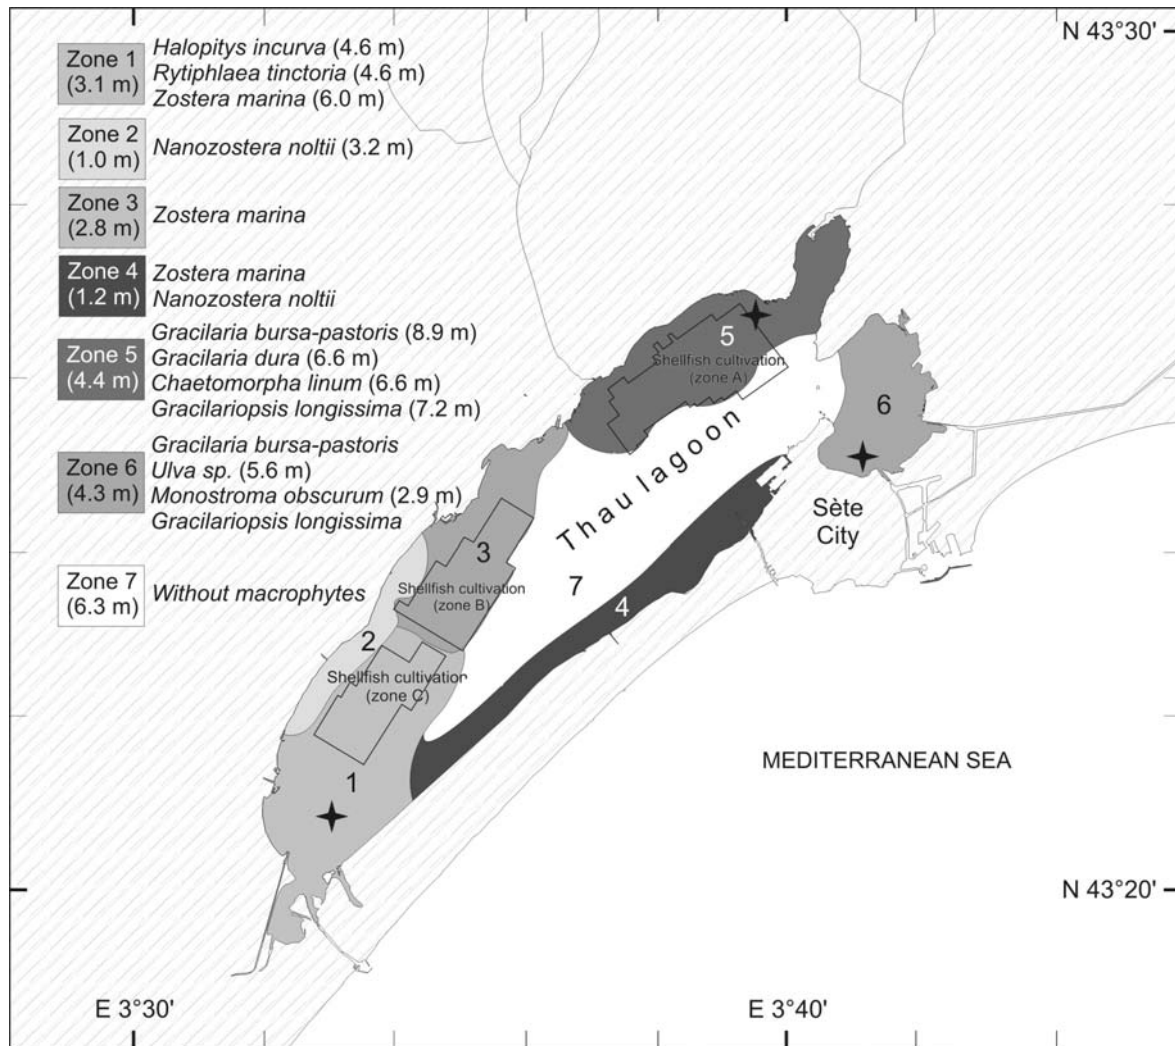 N 43°30'
Zone 1
(3.1 m)
Halopitys incurva (4.6 m)
Rytiphlaea tinctoria (4.6 m)
Zostera marina (6.0 m)
Zone 2
(1.0 m)
Nanozostera noltii (3.2 m)
Zone 3
(2.8 m)
Zostera marina
Zone 4
(1.2 m)
Zostera marina
Nanozostera noltii
Zone 5
(4.4 m)
Gracilaria bursa-pastoris (8.9 m)
Gracilaria dura (6.6 m)
Chaetomorpha linum (6.6 m)
Gracilariopsis longissima (7.2 m)
Zone 6
(4.3 m)
Gracilaria bursa-pastoris
Ulva sp. (5.6 m)
Monostroma obscurum (2.9 m)
Gracilariopsis longissima
Zone 7
(6.3 m)
Without macrophytes
5
Shellfish cultivation
(zone A)
6
Thau lagoon
Sète
City
3
Shellfish cultivation
(zone B)
7
4
2
Shellfish cultivation
(zone C)
1
MEDITERRANEAN SEA
N 43°20'
E 3°30'
E 3°40'